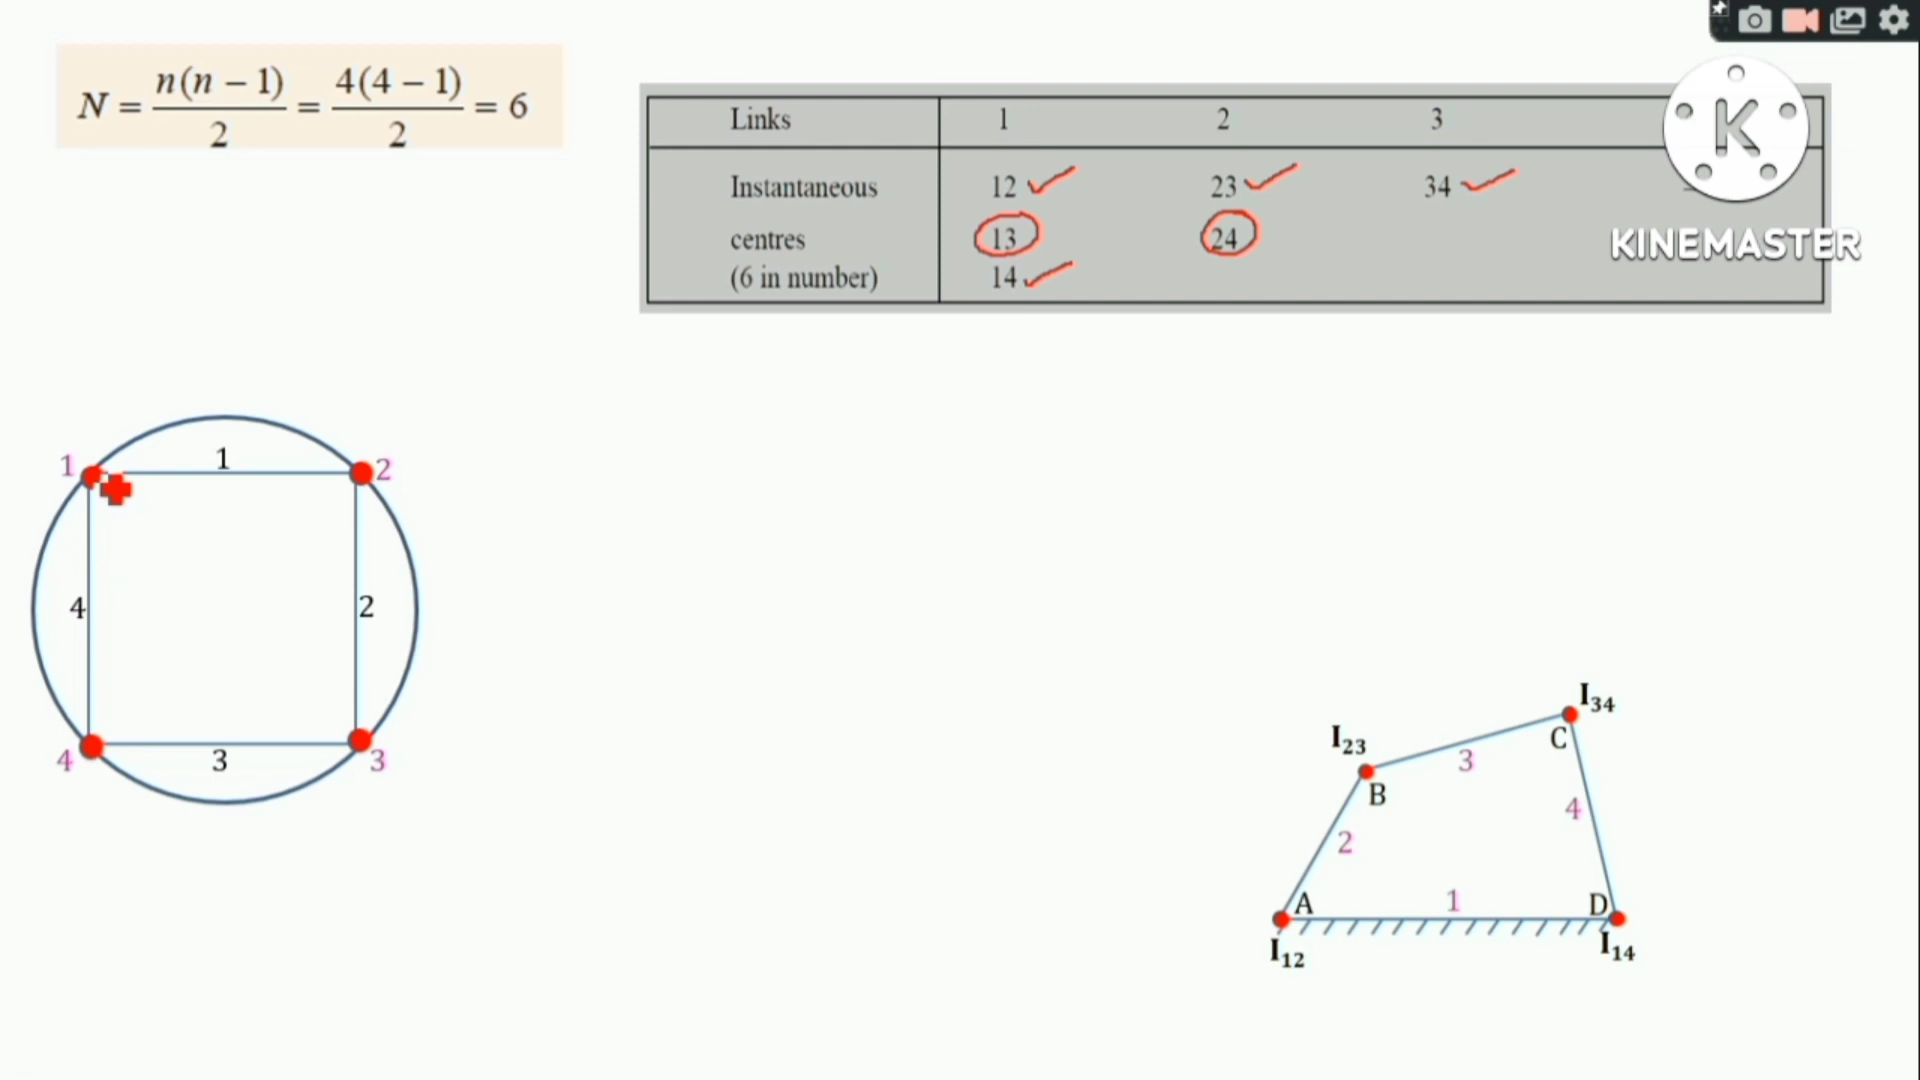 N = n(n − 1)/2 = 4(4 − 1)/2 = 6
Links 1 2 3
Instantaneous 12 23 34 –
centres 13 24
(6 in number) 14
K
KINEMASTER
1 1 2
4 2
4 3 3
I34
I23 C
3
B 4
2
A 1 D
I12 I14